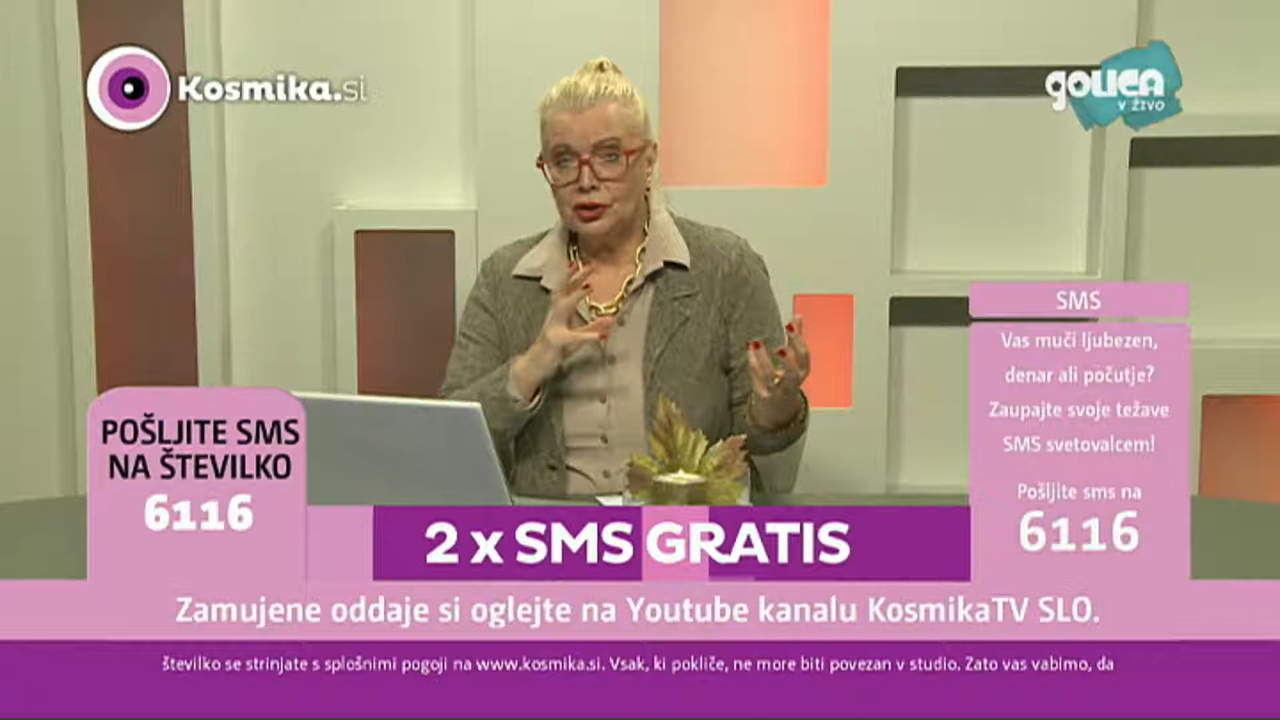 Kosmika.si
GOLICA
V ŽIVO
SMS
Vas muči ljubezen,
denar ali počutje?
Zaupajte svoje težave
SMS svetovalcem!
Pošljite sms na
6116
POŠLJITE SMS
NA ŠTEVILKO
6116
2 x SMS GRATIS
Zamujene oddaje si oglejte na Youtube kanalu KosmikaTV SLO.
številko se strinjate s splošnimi pogoji na www.kosmika.si. Vsak, ki pokliče, ne more biti povezan v studio. Zato vas vabimo, da